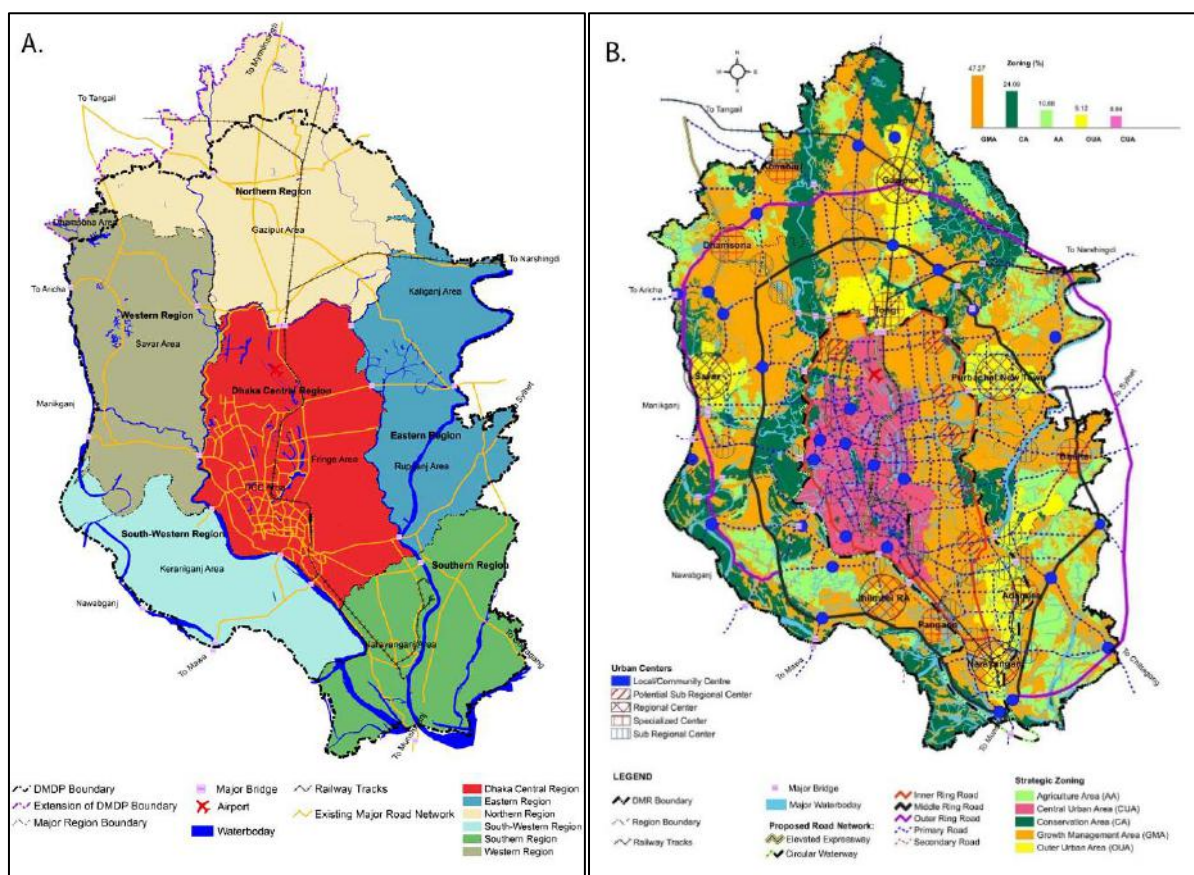 A.
To Mymensingh
To Tangail
Northern Region
Gazipur Area
Dhamsona Area
To Narshingdi
Kaliganj Area
To Aricha
Western Region
Savar Area
Dhaka Central Region
Manikganj
To Sylhet
Eastern Region
Rupganj Area
Fringe Area
South-Western Region
Keraniganj Area
Southern Region
Nawabganj
Narayanganj Area
To Mawa
DMDP Boundary
Extension of DMDP Boundary
Major Region Boundary
Major Bridge
Airport
Waterboday
Railway Tracks
Existing Major Road Network
Dhaka Central Region
Eastern Region
Northern Region
South-Western Region
Southern Region
Western Region
B.
N
Zoning (%)
47.27
24.00
9.12
GMA
CA
AA
OUA
CUA
To Tangail
Gazipur
Dhamsona
To Narshingdi
To Aricha
Tongi
Savar
Purbachal New Town
To Sylhet
Manikganj
Nawabganj
Jhilmil RA
Pangaon
Narayanganj
To Mawa
To Chittagong
Urban Centers
Local/Community Centre
Potential Sub Regional Center
Regional Center
Specialized Center
Sub Regional Center
LEGEND
DMR Boundary
Region Boundary
Railway Tracks
Major Bridge
Major Waterbody
Proposed Road Network:
Elevated Expressway
Circular Waterway
Inner Ring Road
Middle Ring Road
Outer Ring Road
Primary Road
Secondary Road
Strategic Zoning
Agriculture Area (AA)
Central Urban Area (CUA)
Conservation Area (CA)
Growth Management Area (GMA)
Outer Urban Area (OUA)